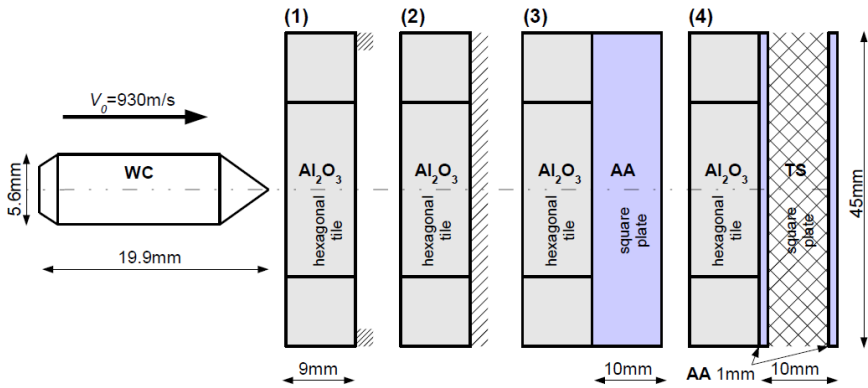 (1)
(2)
(3)
(4)
V0=930m/s
WC
5.6mm
19.9mm
Al2O3
hexagonal
tile
9mm
Al2O3
hexagonal
tile
Al2O3
hexagonal
tile
AA
square
plate
10mm
Al2O3
hexagonal
tile
TS
square
plate
45mm
AA 1mm
10mm